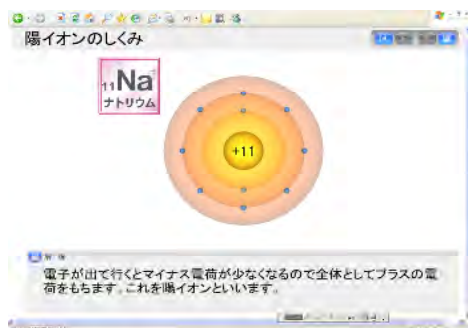 陽イオンのしくみ
11Na
ナトリウム
+11
電子が出て行くとマイナス電荷が少なくなるので全体としてプラスの電
荷をもちます。これを陽イオンといいます。